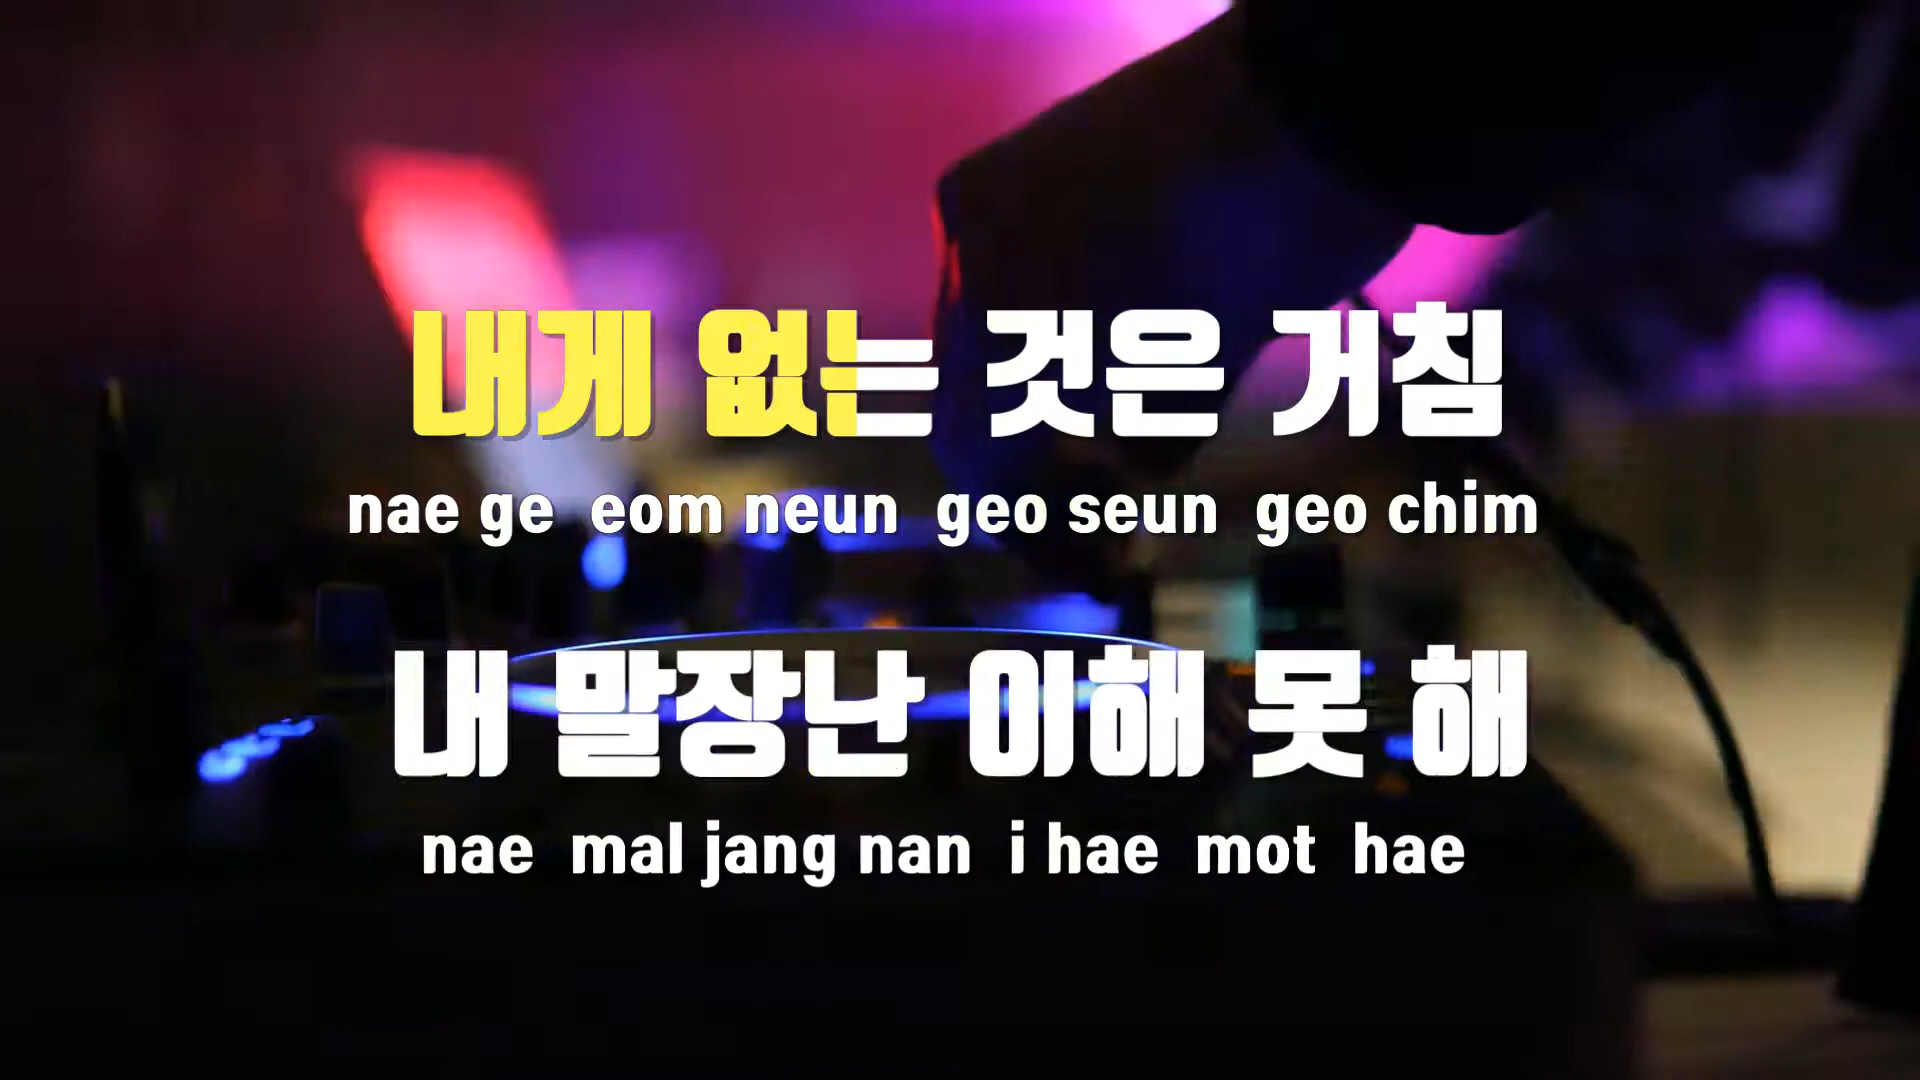 내게 없는 것은 거침
nae ge eom neun geo seun geo chim
내 말장난 이해 못 해
nae mal jang nan i hae mot hae